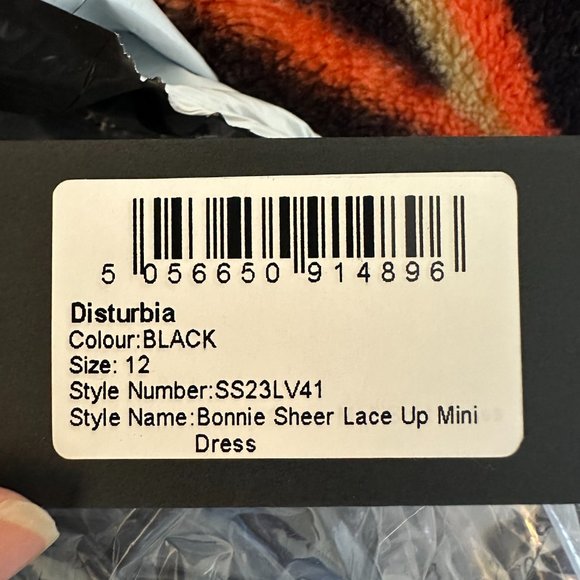 5 056650 914896
Disturbia
Colour:BLACK
Size: 12
Style Number:SS23LV41
Style Name:Bonnie Sheer Lace Up Mini
Dress